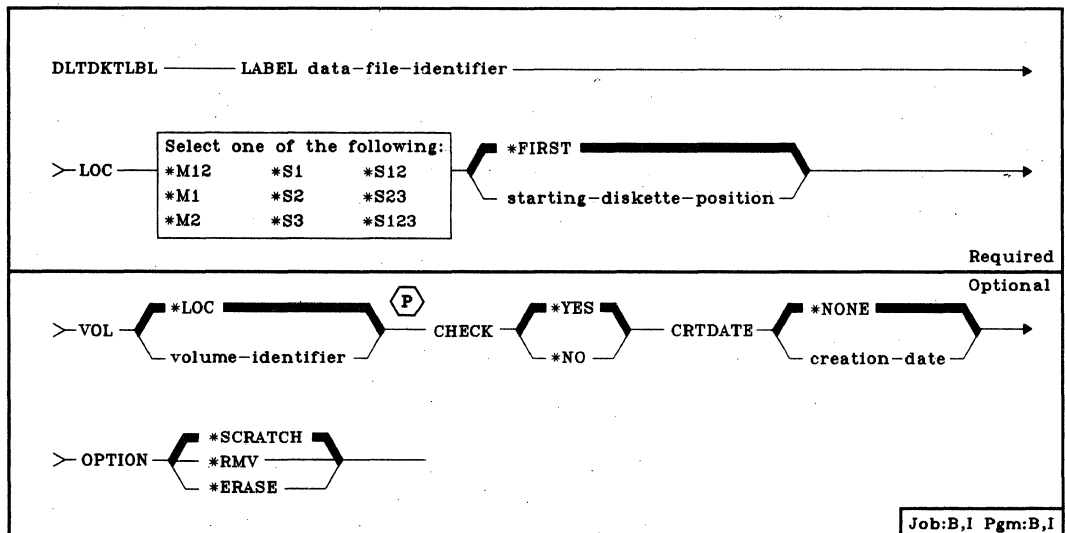 DLTDKTLBL LABEL data-file-identifier
LOC
Select one of the following:
*M12 *S1 *S12
*M1 *S2 *S23
*M2 *S3 *S123
*FIRST
starting-diskette-position
Required
Optional
VOL
*LOC
volume-identifier
P
CHECK
*YES
*NO
CRTDATE
*NONE
creation-date
OPTION
*SCRATCH
*RMV
*ERASE
Job:B,I Pgm:B,I